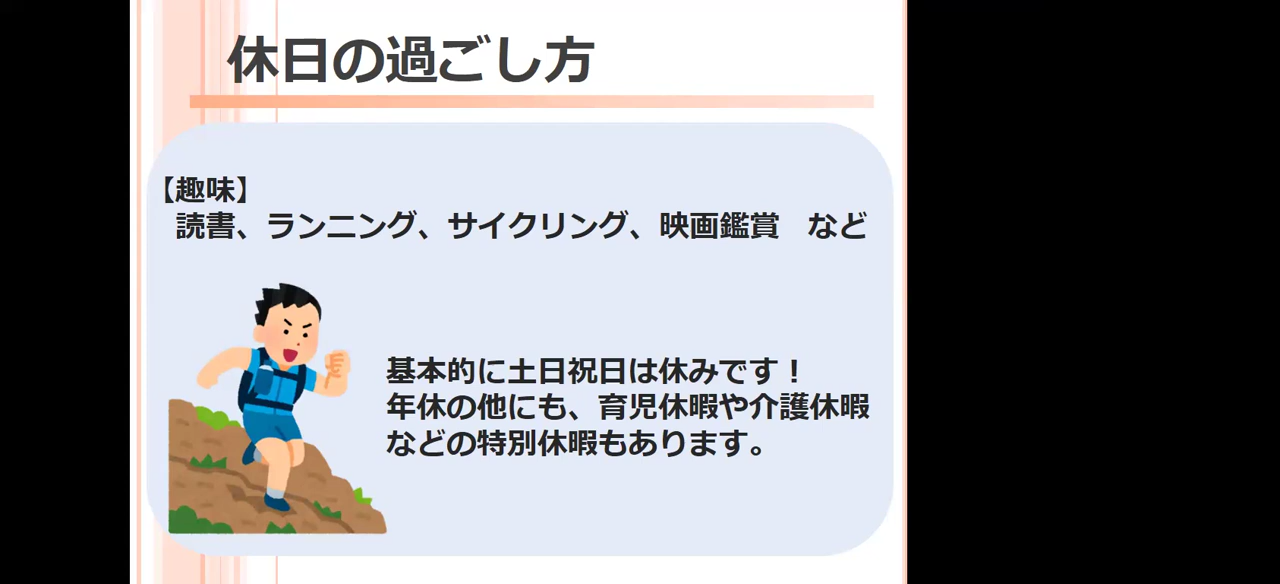 休日の過ごし方
【趣味】
読書、ランニング、サイクリング、映画鑑賞　など
基本的に土日祝日は休みです！
年休の他にも、育児休暇や介護休暇
などの特別休暇もあります。